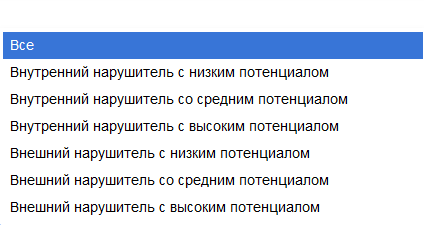 Все
Внутренний нарушитель с низким потенциалом
Внутренний нарушитель со средним потенциалом
Внутренний нарушитель с высоким потенциалом
Внешний нарушитель с низким потенциалом
Внешний нарушитель со средним потенциалом
Внешний нарушитель с высоким потенциалом